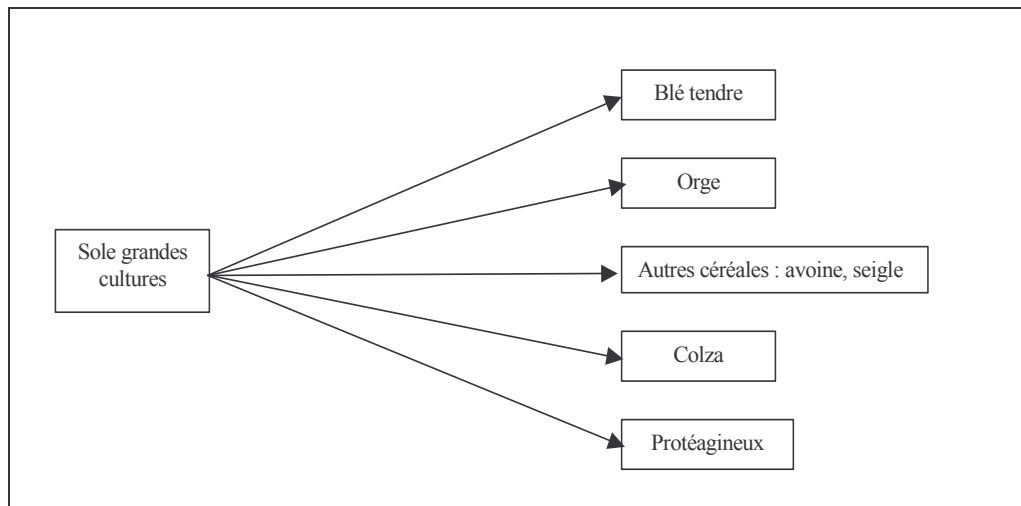 Blé tendre
Orge
Sole grandes
cultures
Autres céréales : avoine, seigle
Colza
Protéagineux